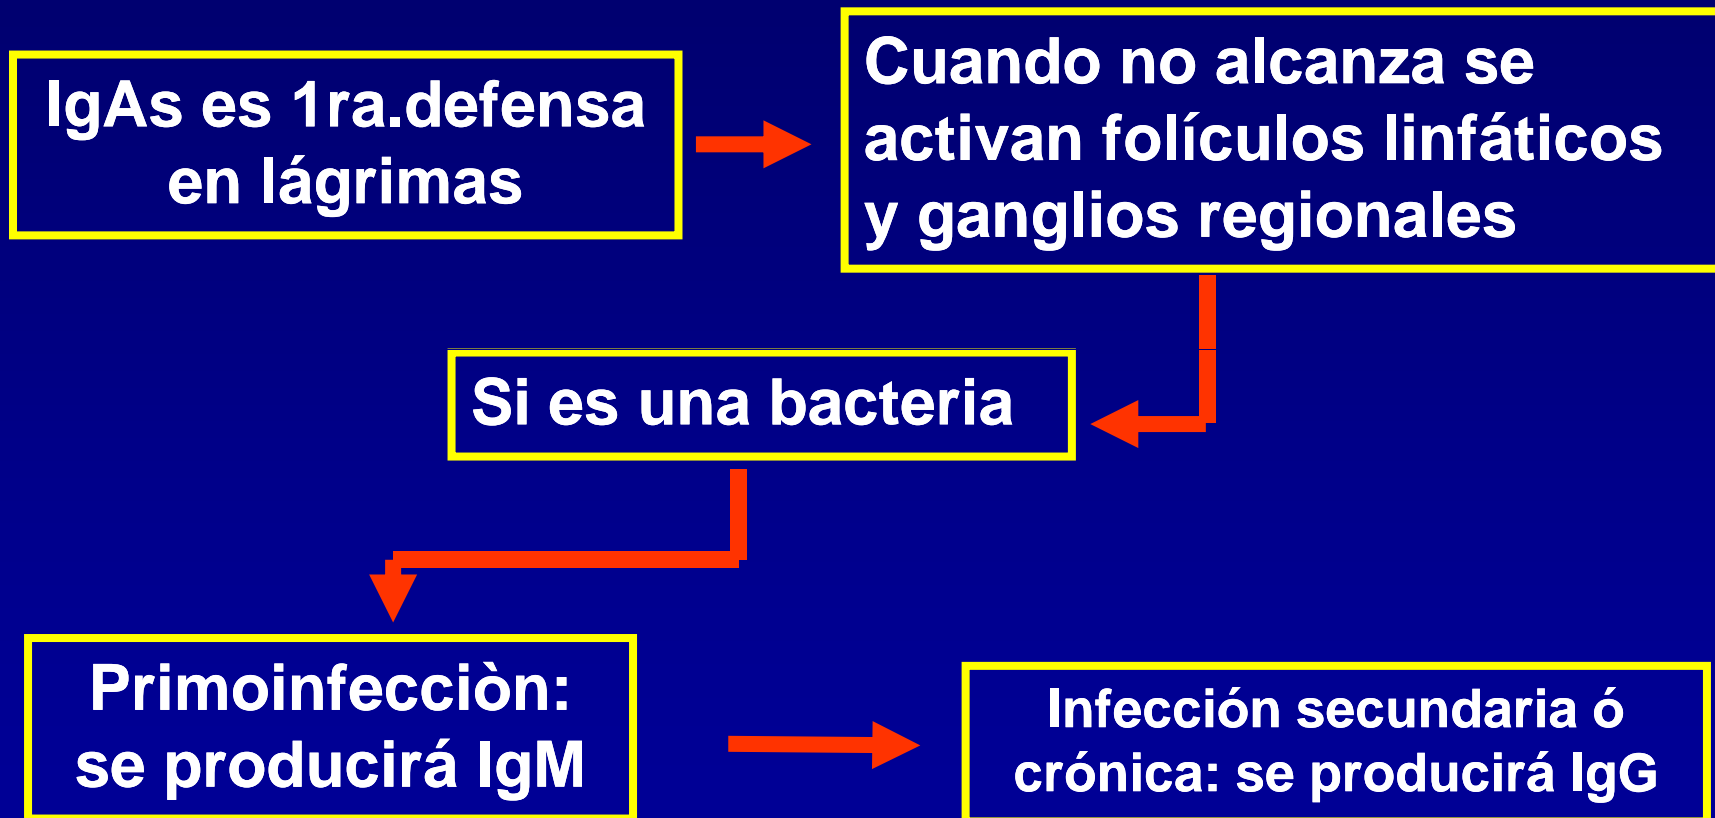 IgAs es 1ra.defensa
en lágrimas
Cuando no alcanza se
activan folículos linfáticos
y ganglios regionales
Si es una bacteria
Primoinfecciòn:
se producirá IgM
Infección secundaria ó
crónica: se producirá IgG